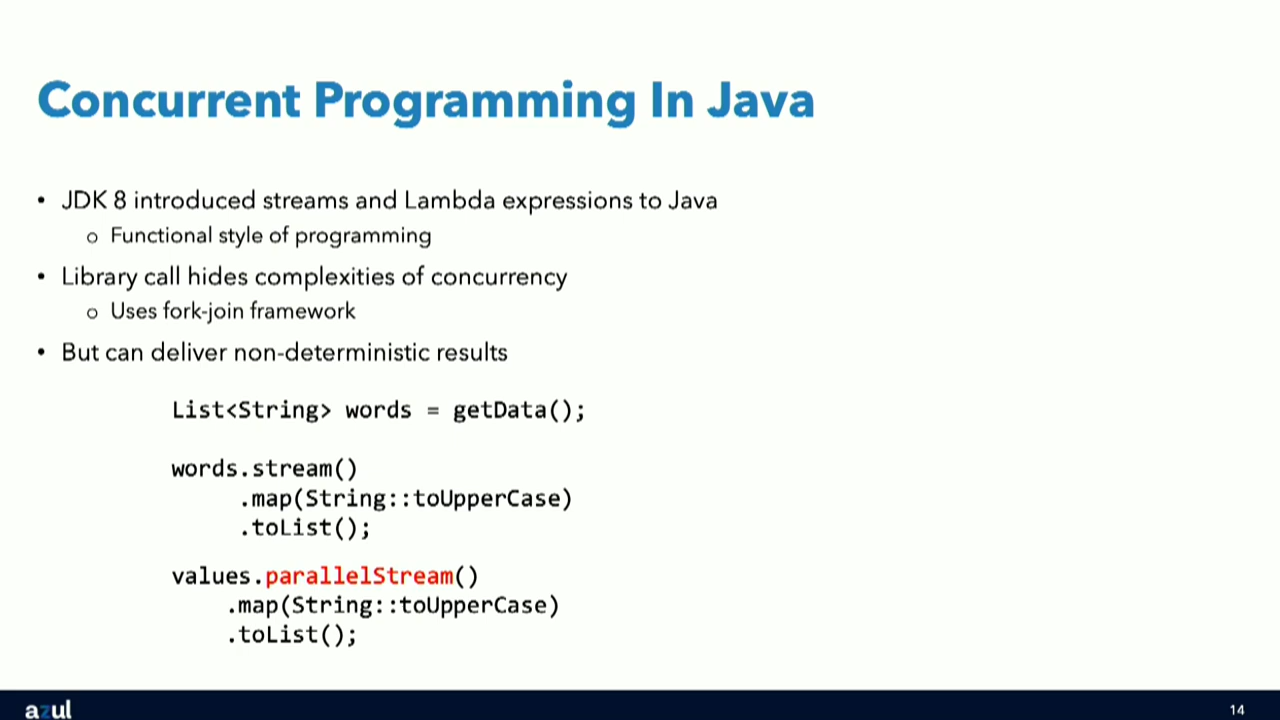 Concurrent Programming In Java
• JDK 8 introduced streams and Lambda expressions to Java
o Functional style of programming
• Library call hides complexities of concurrency
o Uses fork-join framework
• But can deliver non-deterministic results
List<String> words = getData();
words.stream()
.map(String::toUpperCase)
.toList();
values.parallelStream()
.map(String::toUpperCase)
.toList();
azul
14